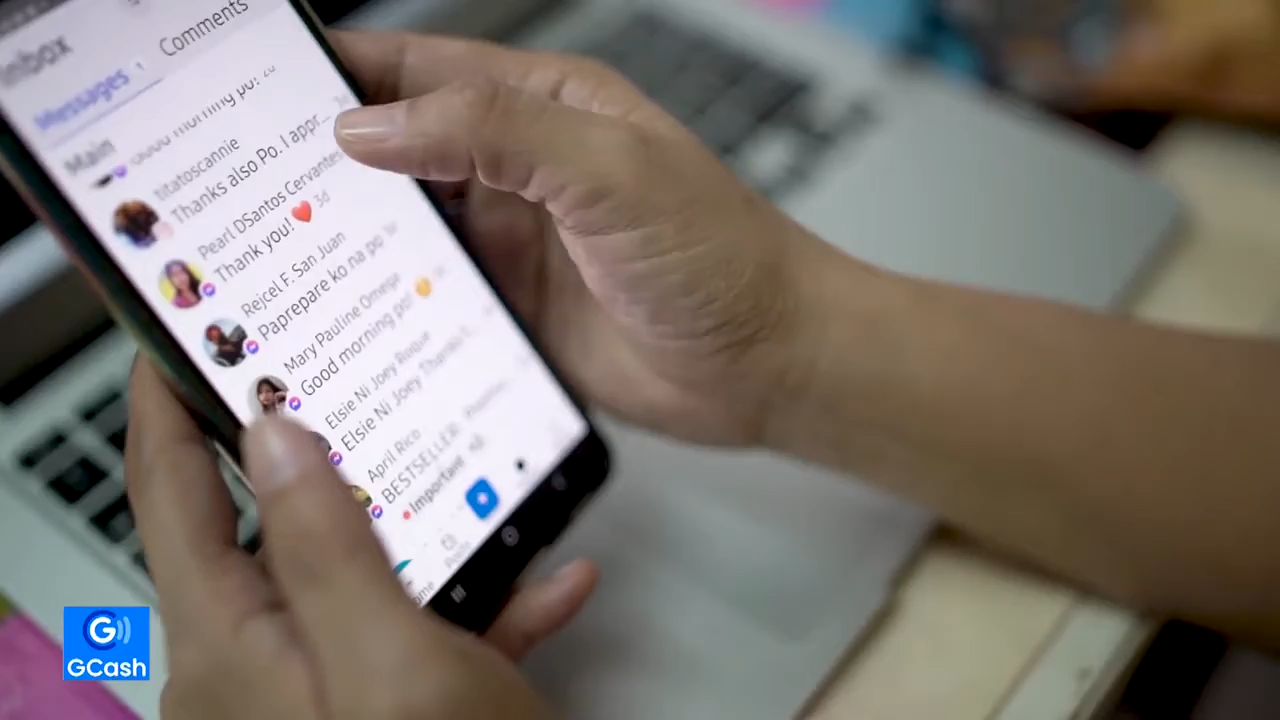 Inbox
Comments
Messages 1
Main
Good morning po! 2d
titatoscannie
Thanks also Po. I appr...
Pearl DSantos Cervantes
Thank you!❤️ 3d
Rejcel F. San Juan
Paprepare ko na po
Mary Pauline Omega
Good morning po!
Elsie Ni Joey Roque
Elsie Ni Joey Thanks
April Rico
BESTSELLER:
Important
GCash